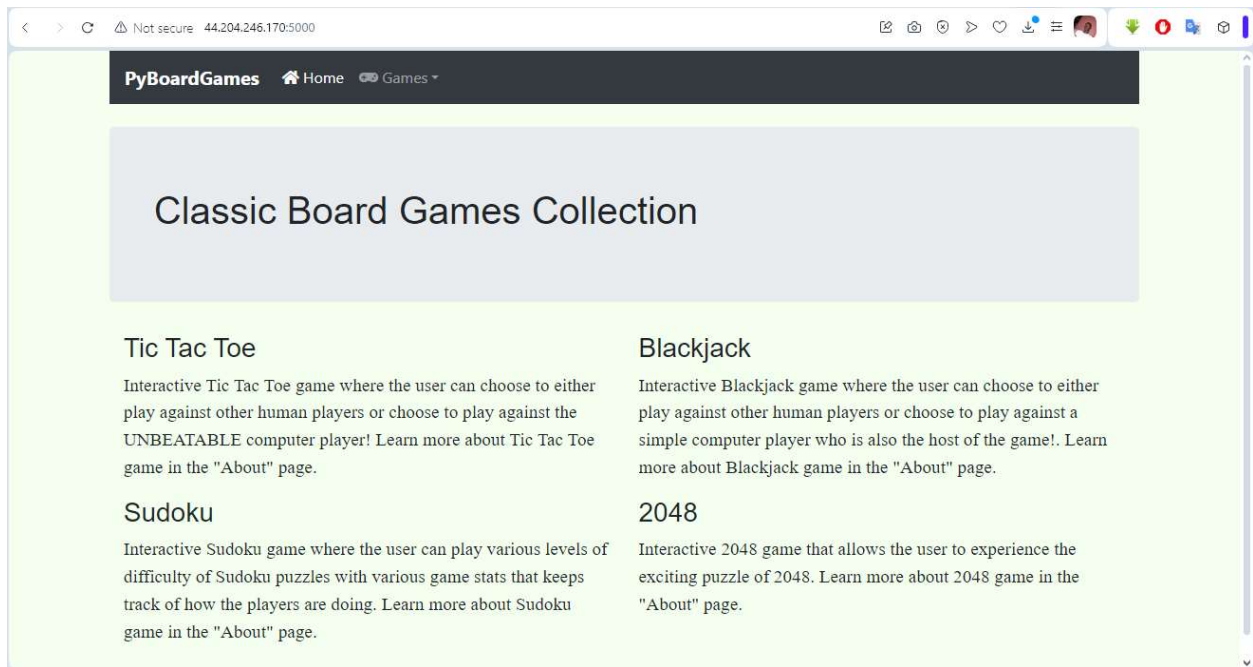 Not secure 44.204.246.170:5000
PyBoardGames Home Games
Classic Board Games Collection
Tic Tac Toe
Interactive Tic Tac Toe game where the user can choose to either
play against other human players or choose to play against the
UNBEATABLE computer player! Learn more about Tic Tac Toe
game in the "About" page.
Blackjack
Interactive Blackjack game where the user can choose to either
play against other human players or choose to play against a
simple computer player who is also the host of the game!. Learn
more about Blackjack game in the "About" page.
Sudoku
Interactive Sudoku game where the user can play various levels of
difficulty of Sudoku puzzles with various game stats that keeps
track of how the players are doing. Learn more about Sudoku
game in the "About" page.
2048
Interactive 2048 game that allows the user to experience the
exciting puzzle of 2048. Learn more about 2048 game in the
"About" page.